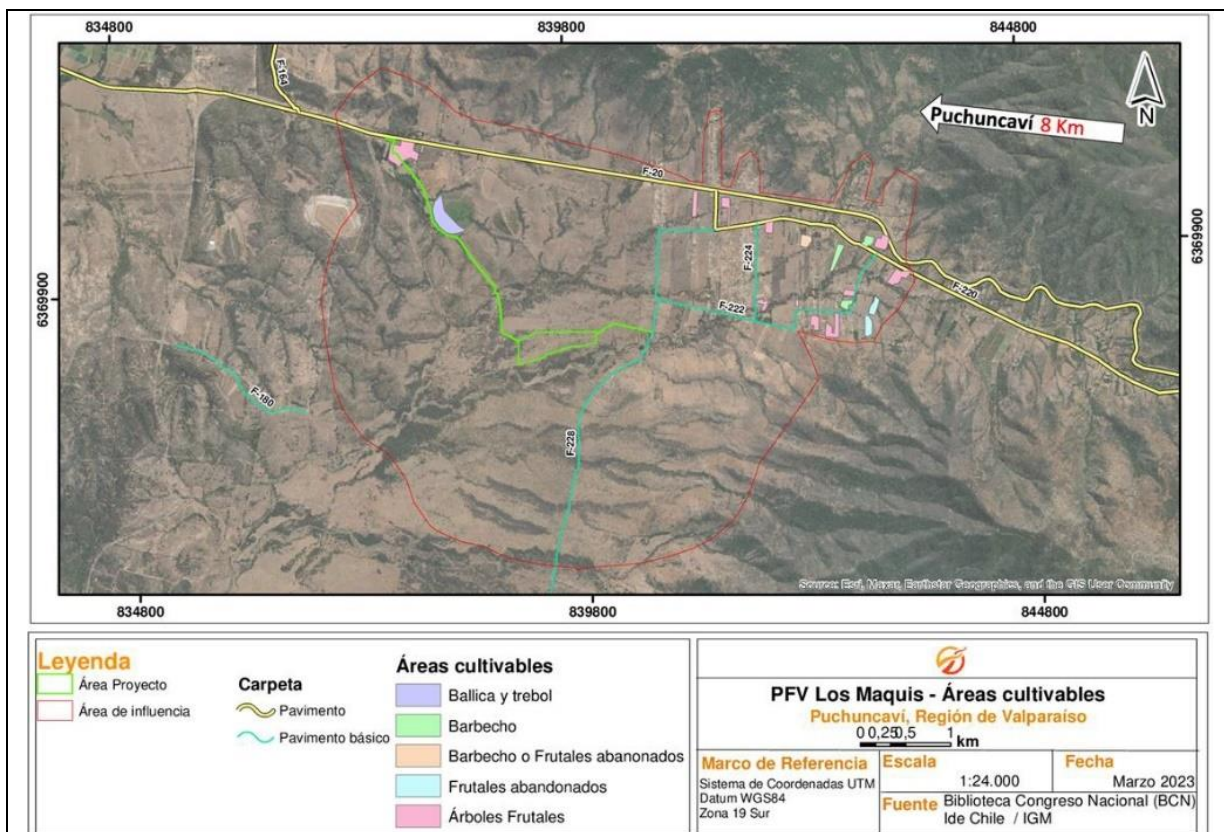 834800 839800 844800
F-164
Puchuncaví 8 Km
N
F-20
6369900
F-224
F-220
6369900
F-222
F-180
F-228
Source: Esri, Maxar, Earthstar Geographics, and the GIS User Community
834800 839800 844800
Leyenda
Área Proyecto
Área de influencia
Carpeta
Pavimento
Pavimento básico
Áreas cultivables
Ballica y trebol
Barbecho
Barbecho o Frutales abanonados
Frutales abandonados
Árboles Frutales
PFV Los Maquis - Áreas cultivables
Puchuncaví, Región de Valparaíso
0 0,25 0,5 1
km
Marco de Referencia
Sistema de Coordenadas UTM
Datum WGS84
Zona 19 Sur
Escala
1:24.000
Fecha
Marzo 2023
Fuente Biblioteca Congreso Nacional (BCN)
Ide Chile / IGM